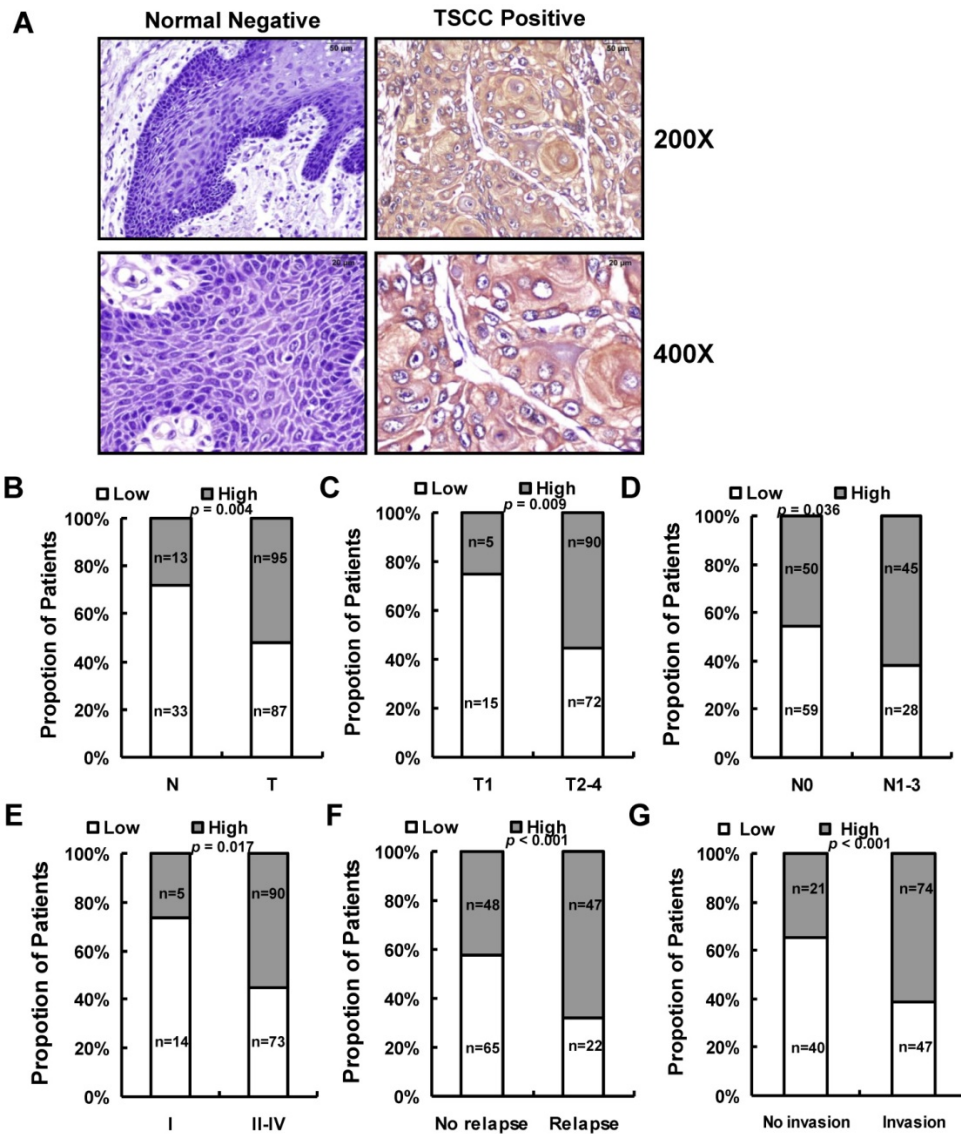 A
Normal Negative
TSCC Positive
50 μm
50 μm
200X
20 μm
20 μm
400X
B
Low High
p = 0.004
Propotion of Patients
100%
80%
60%
40%
20%
0%
n=13
n=95
n=33
n=87
N T
C
Low High
p = 0.009
Propotion of Patients
100%
80%
60%
40%
20%
0%
n=5
n=90
n=15
n=72
T1 T2-4
D
Low High
p = 0.036
Propotion of Patients
100%
80%
60%
40%
20%
0%
n=50
n=45
n=59
n=28
N0 N1-3
E
Low High
p = 0.017
Propotion of Patients
100%
80%
60%
40%
20%
0%
n=5
n=90
n=14
n=73
I II-IV
F
Low High
p < 0.001
Propotion of Patients
100%
80%
60%
40%
20%
0%
n=48
n=47
n=65
n=22
No relapse Relapse
G
Low High
p < 0.001
Propotion of Patients
100%
80%
60%
40%
20%
0%
n=21
n=74
n=40
n=47
No invasion Invasion